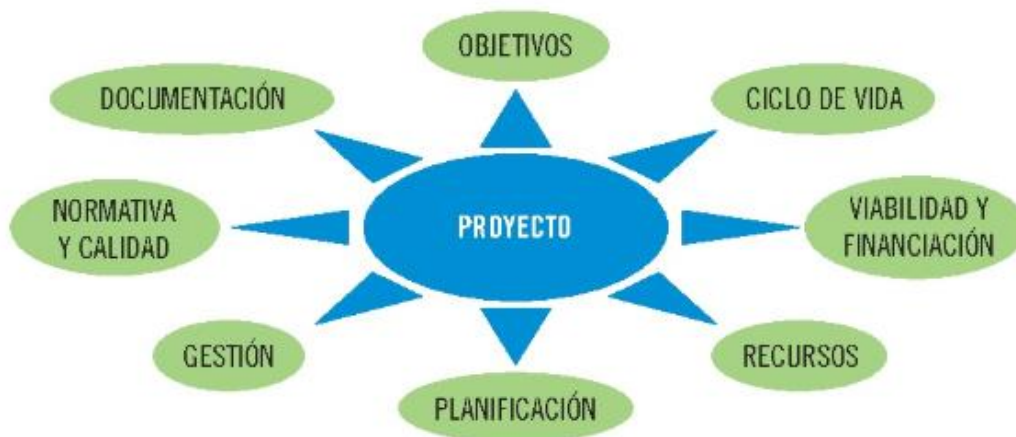 OBJETIVOS
DOCUMENTACIÓN
CICLO DE VIDA
NORMATIVA
Y CALIDAD
PROYECTO
VIABILIDAD Y
FINANCIACIÓN
GESTIÓN
RECURSOS
PLANIFICACIÓN